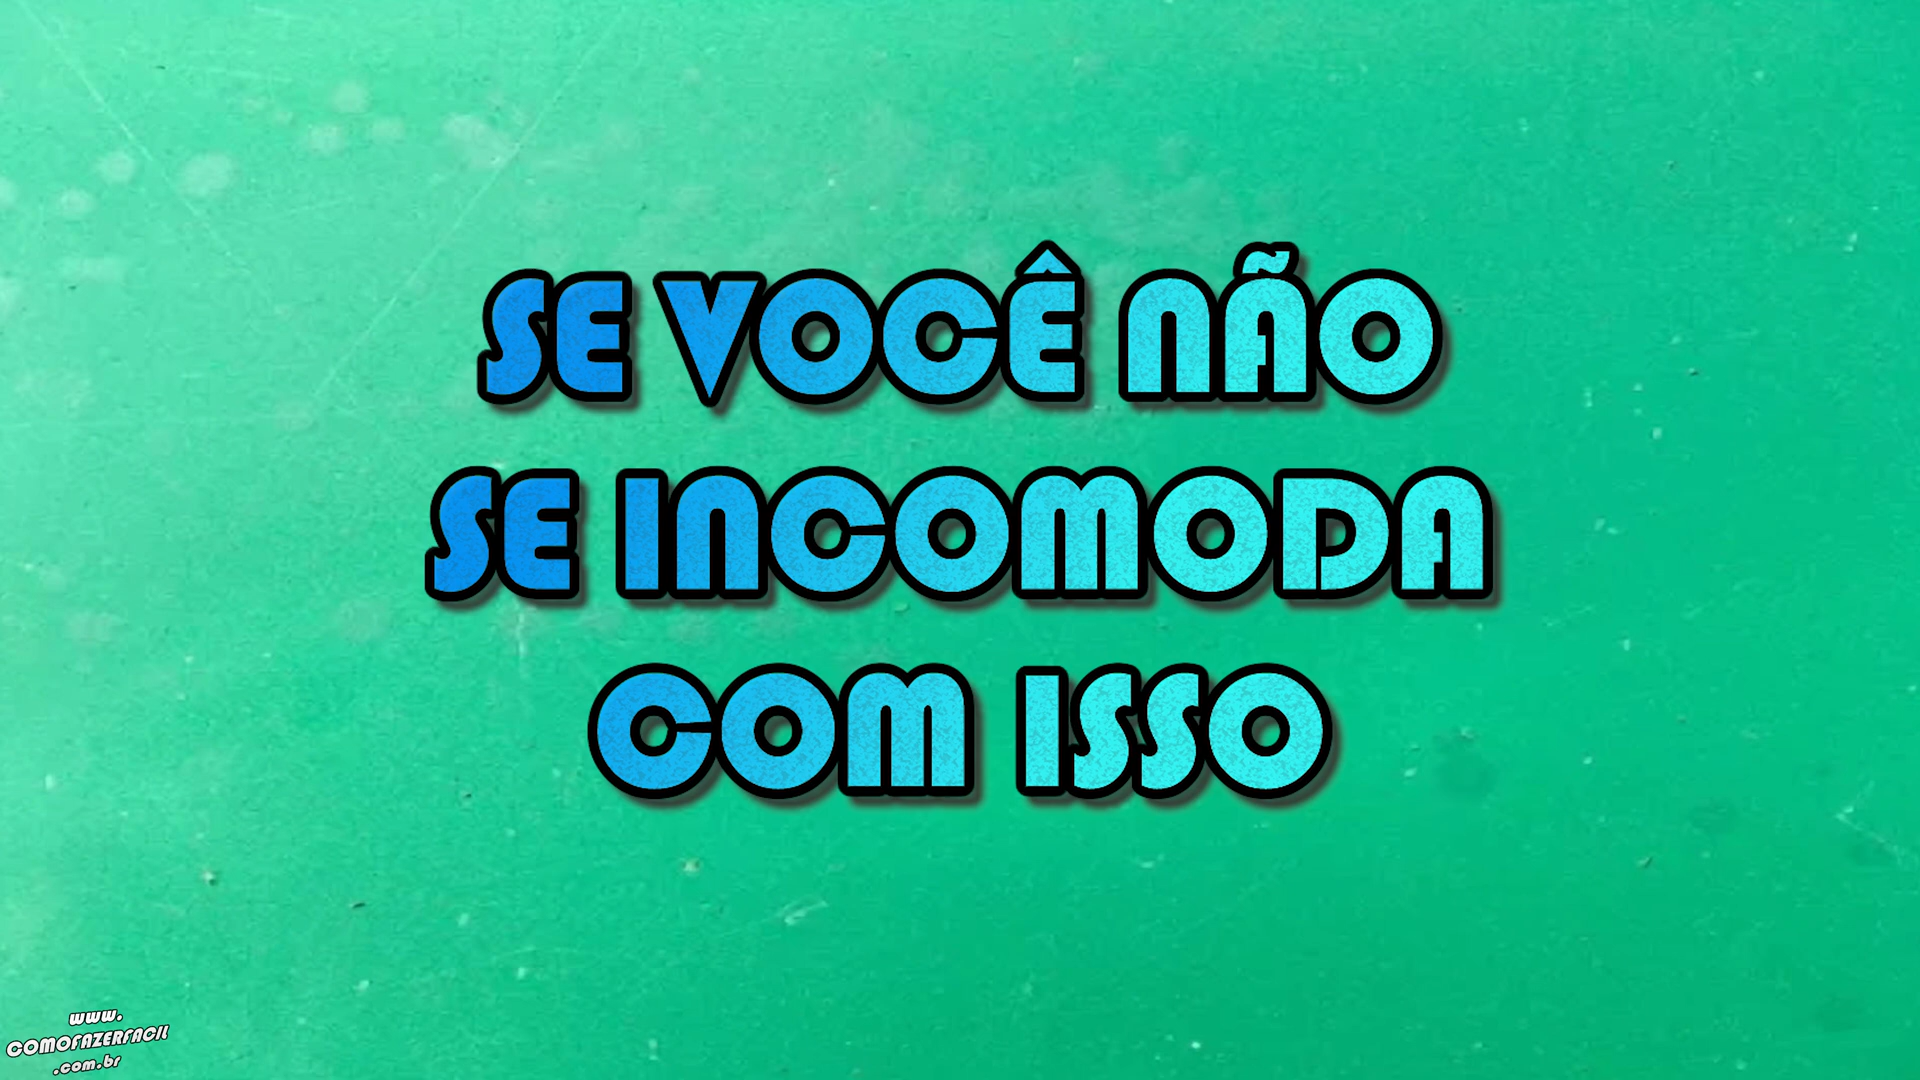 SE VOCÊ NÃO
SE INCOMODA
COM ISSO
www.
COMOFAZERFACIL
.com.br